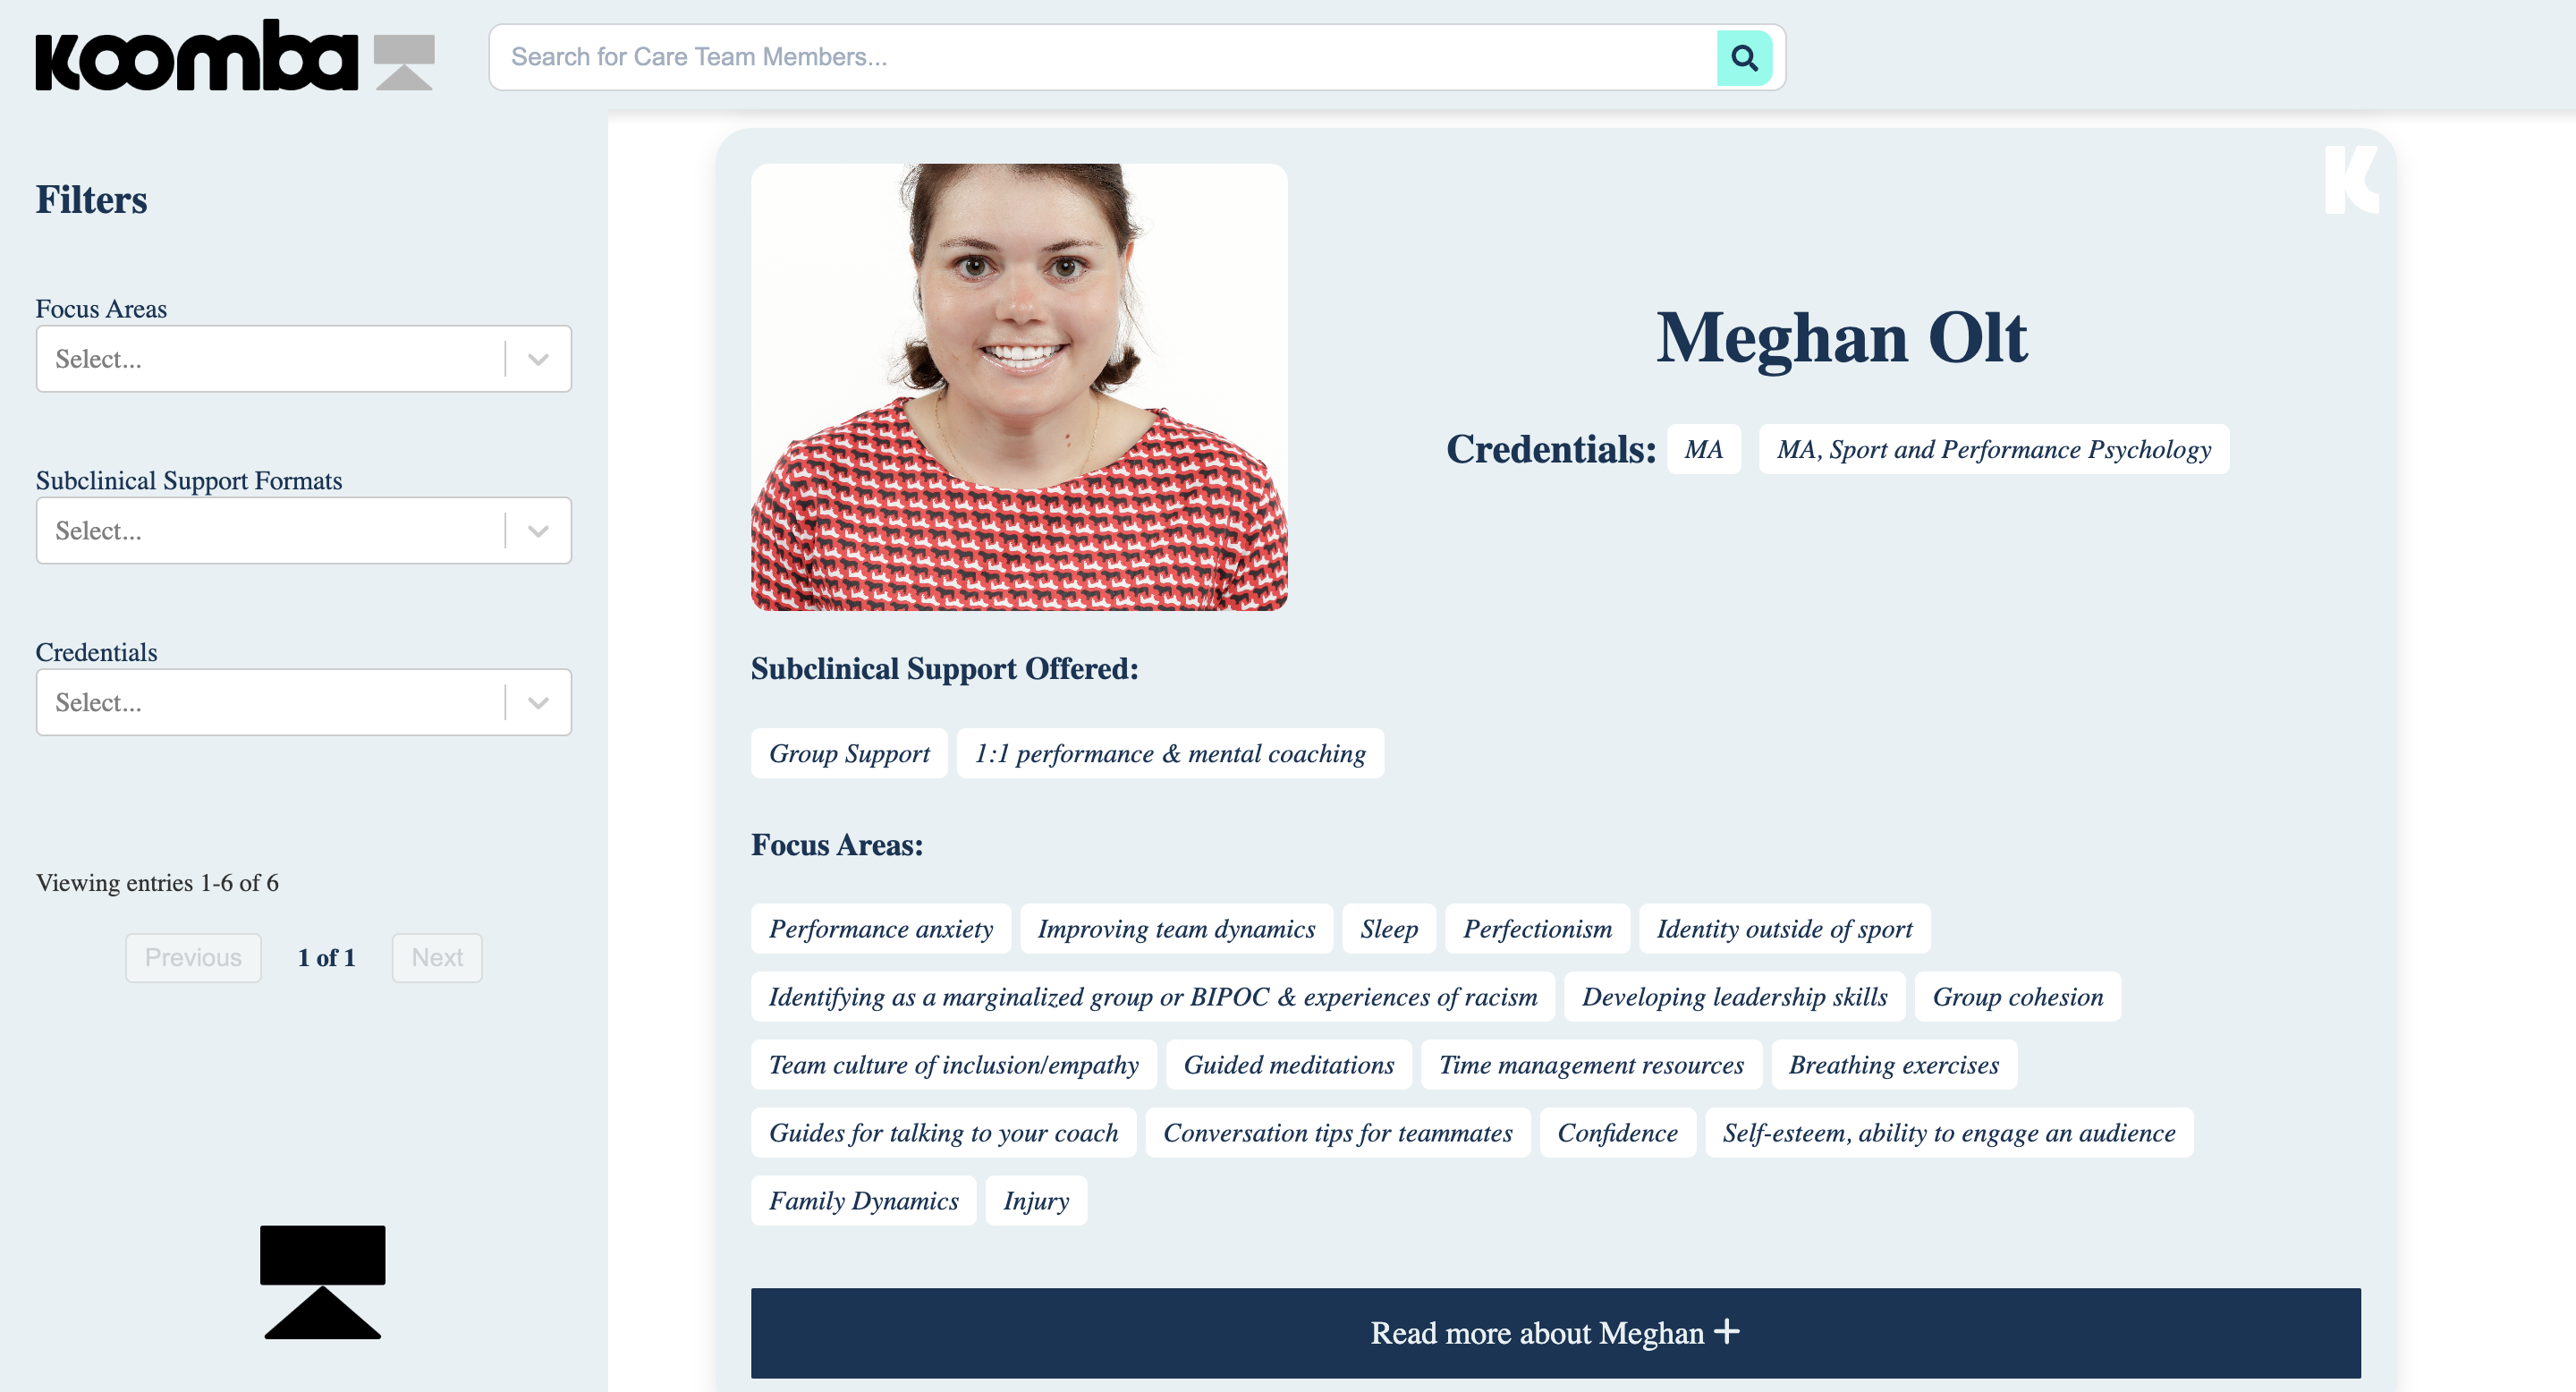 koomba
Search for Care Team Members...
Filters
Focus Areas
Select...
Subclinical Support Formats
Select...
Credentials
Select...
Viewing entries 1-6 of 6
Previous 1 of 1 Next
K
Meghan Olt
Credentials: MA MA, Sport and Performance Psychology
Subclinical Support Offered:
Group Support 1:1 performance & mental coaching
Focus Areas:
Performance anxiety Improving team dynamics Sleep Perfectionism Identity outside of sport
Identifying as a marginalized group or BIPOC & experiences of racism Developing leadership skills Group cohesion
Team culture of inclusion/empathy Guided meditations Time management resources Breathing exercises
Guides for talking to your coach Conversation tips for teammates Confidence Self-esteem, ability to engage an audience
Family Dynamics Injury
Read more about Meghan +